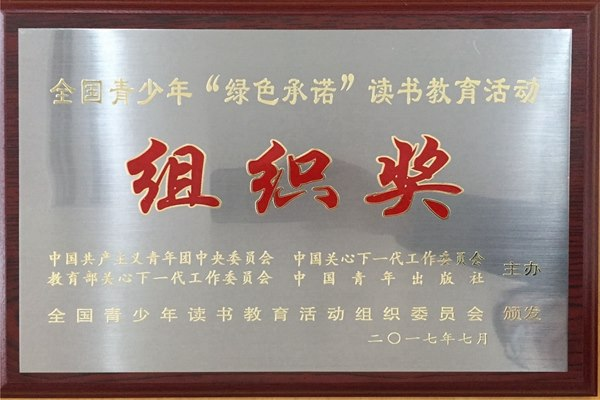 全国青少年“绿色承诺”读书教育活动
组织奖
中国共产主义青年团中央委员会 中国关心下一代工作委员会
教育部关心下一代工作委员会 中国青年出版社 主办
全国青少年读书教育活动组织委员会 颁发
二〇一七年七月